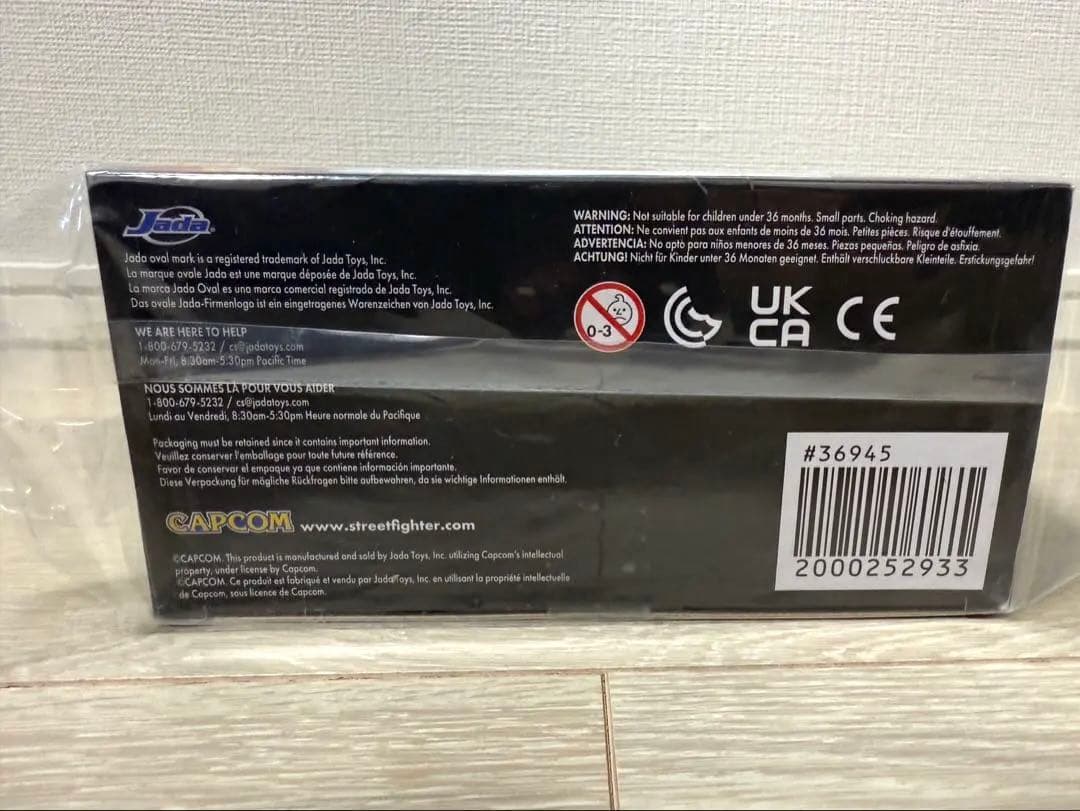 Jada®
Jada oval mark is a registered trademark of Jada Toys, Inc.
La marque ovale Jada est une marque déposée de Jada Toys, Inc.
La marca Jada Oval es una marca comercial registrada de Jada Toys, Inc.
Das ovale Jada-Firmenlogo ist ein eingetragenes Warenzeichen von Jada Toys, Inc.
WE ARE HERE TO HELP
1-800-679-5232 / cs@jadatoys.com
Mon-Fri, 8:30am-5:30pm Pacific Time
NOUS SOMMES LÀ POUR VOUS AIDER
1-800-679-5232 / cs@jadatoys.com
Lundi au Vendredi, 8:30am-5:30pm Heure normale du Pacifique
Packaging must be retained since it contains important information.
Veuillez conserver l'emballage pour toute future référence.
Favor de conservar el empaque ya que contiene información importante.
Diese Verpackung für mögliche Rückfragen bitte aufbewahren, da sie wichtige Informationen enthält.
CAPCOM www.streetfighter.com
©CAPCOM. This product is manufactured and sold by Jada Toys, Inc. utilizing Capcom's intellectual
property, under license by Capcom.
©CAPCOM. Ce produit est fabriqué et vendu par Jada Toys, Inc. en utilisant la propriété intellectuelle
de Capcom, sous licence de Capcom.
WARNING: Not suitable for children under 36 months. Small parts. Choking hazard.
ATTENTION: Ne convient pas aux enfants de moins de 36 mois. Petites pièces. Risque d'étouffement.
ADVERTENCIA: No apto para niños menores de 36 meses. Piezas pequeñas. Peligro de asfixia.
ACHTUNG! Nicht für Kinder unter 36 Monaten geeignet. Enthält verschluckbare Kleinteile. Erstickungsgefahr!
0-3
UK
CA
CE
#36945
2000252933